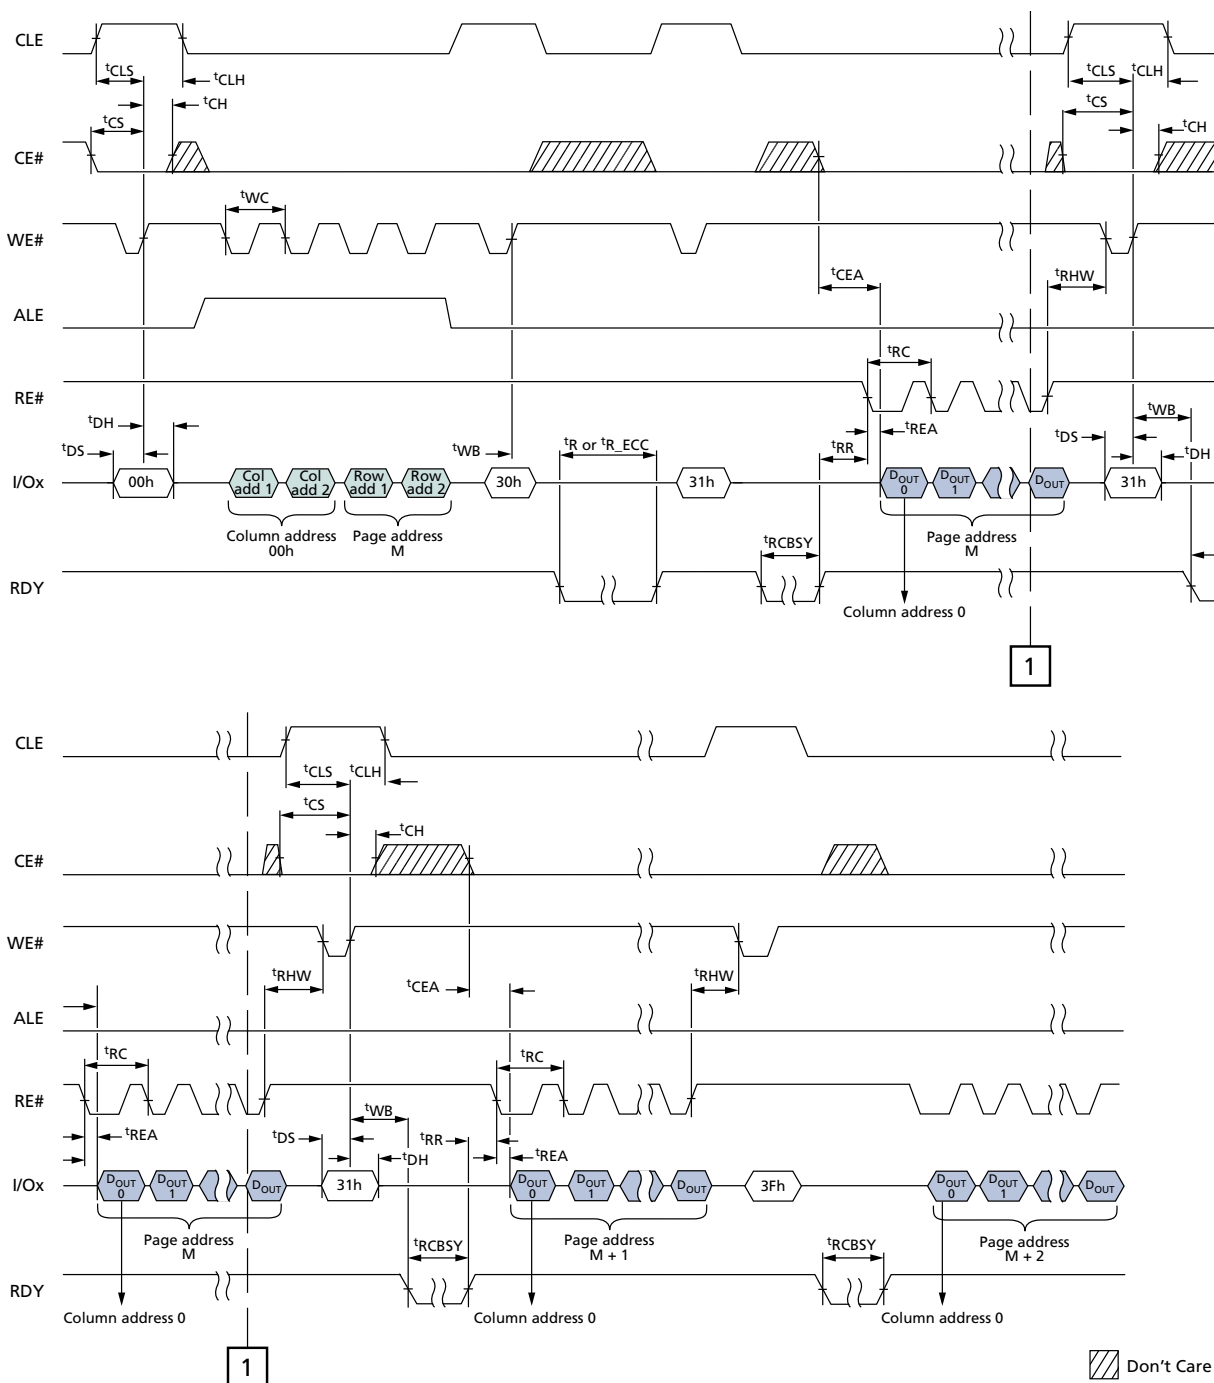 CLE
tCLS
tCLH
tCLS
tCLH
tCH
tCS
tCS
tCH
CE#
tWC
WE#
tCEA
tRHW
ALE
tRC
RE#
tDH
tWB
tREA
tDS
tWB
tR or tR_ECC
tRR
tDS
tDH
I/Ox
00h
Col add 1
Col add 2
Row add 1
Row add 2
30h
31h
DOUT 0
DOUT 1
DOUT
31h
Column address 00h
Page address M
Page address M
tRCBSY
RDY
Column address 0
1
CLE
tCLS
tCLH
tCS
tCH
CE#
WE#
tRHW
tCEA
tRHW
ALE
tRC
tRC
RE#
tWB
tREA
tDS
tRR
tDH
tREA
I/Ox
DOUT 0
DOUT 1
DOUT
31h
DOUT 0
DOUT 1
DOUT
3Fh
DOUT 0
DOUT 1
DOUT
Page address M
Page address M + 1
Page address M + 2
tRCBSY
tRCBSY
RDY
Column address 0
Column address 0
Column address 0
1
Don't Care